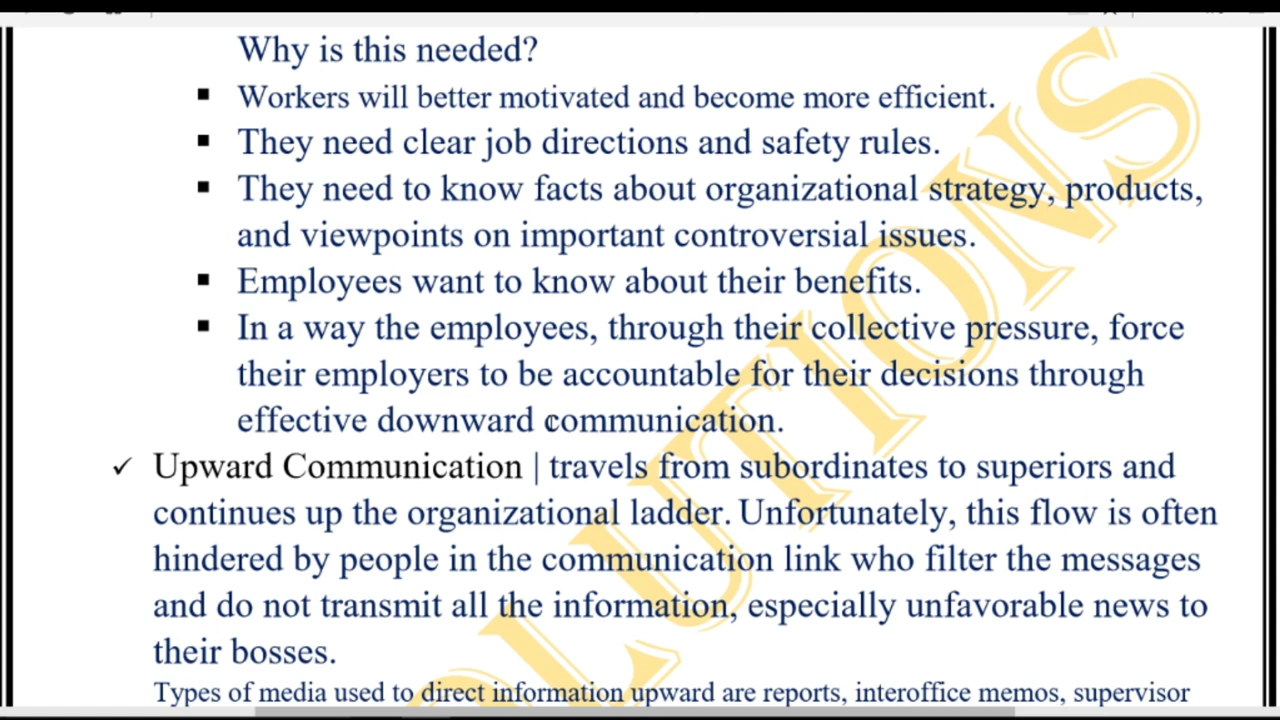 Why is this needed?
▪ Workers will better motivated and become more efficient.
▪ They need clear job directions and safety rules.
▪ They need to know facts about organizational strategy, products,
and viewpoints on important controversial issues.
▪ Employees want to know about their benefits.
▪ In a way the employees, through their collective pressure, force
their employers to be accountable for their decisions through
effective downward communication.
✓ Upward Communication | travels from subordinates to superiors and
continues up the organizational ladder. Unfortunately, this flow is often
hindered by people in the communication link who filter the messages
and do not transmit all the information, especially unfavorable news to
their bosses.
Types of media used to direct information upward are reports, interoffice memos, supervisor
OLUTIONS